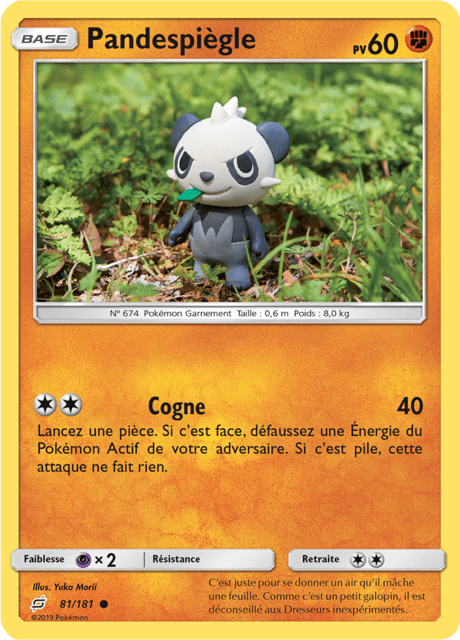 BASE Pandespiègle PV60
N° 674 Pokémon Garnement Taille : 0,6 m Poids : 8,0 kg
Cogne 40
Lancez une pièce. Si c'est face, défaussez une Énergie du
Pokémon Actif de votre adversaire. Si c'est pile, cette
attaque ne fait rien.
Faiblesse ×2 Résistance Retraite
Illus. Yuka Morii
81/181
©2019 Pokémon
C'est juste pour se donner un air qu'il mâche
une feuille. Comme c'est un petit galopin, il est
déconseillé aux Dresseurs inexpérimentés.